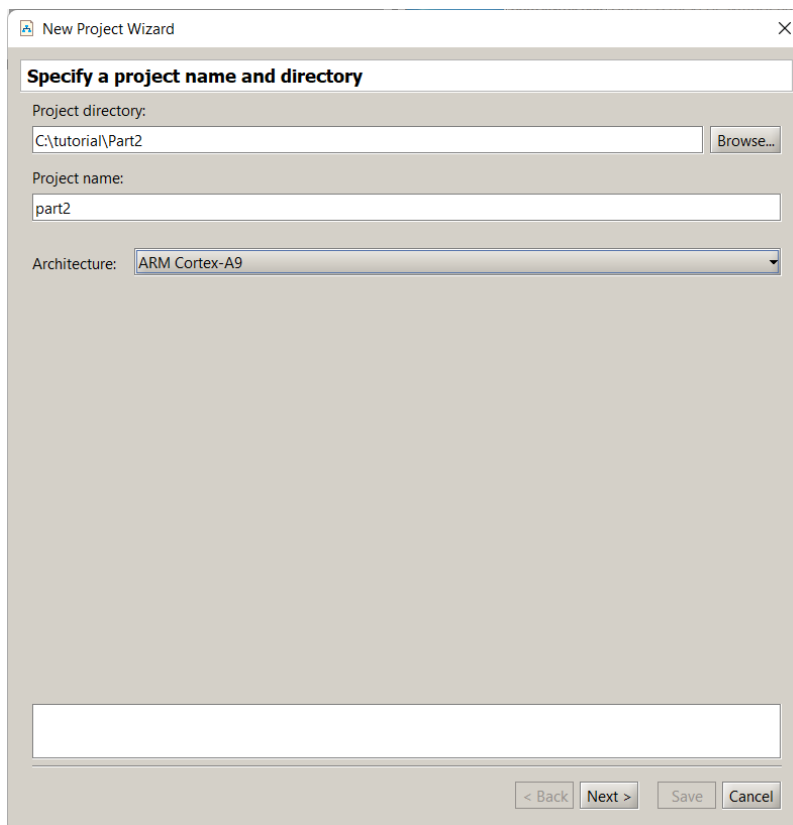 New Project Wizard
Specify a project name and directory
Project directory:
C:\tutorial\Part2 Browse...
Project name:
part2
Architecture: ARM Cortex-A9
< Back Next > Save Cancel